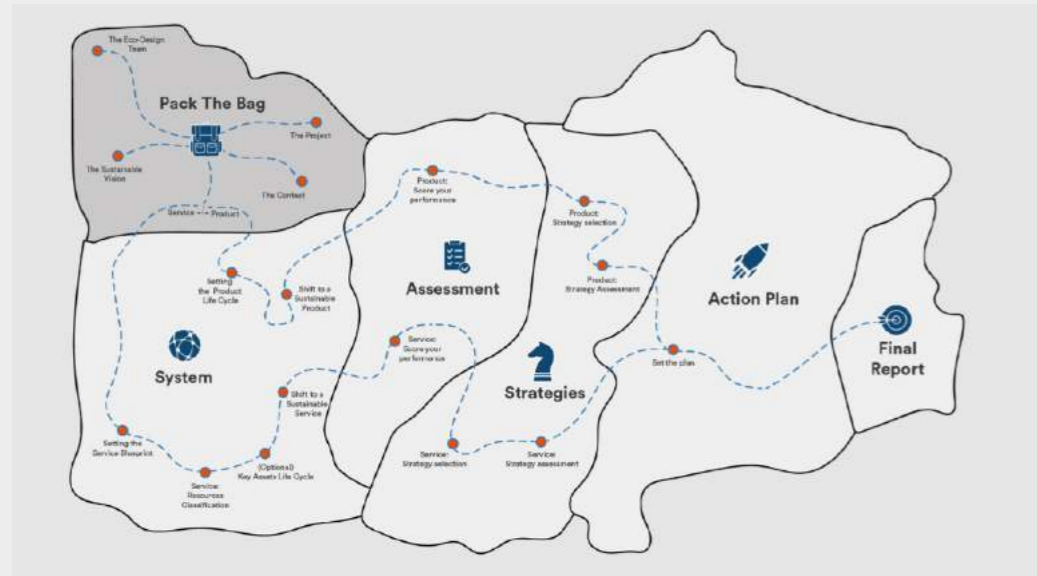 The Eco-Design
Team
Pack The Bag
The Project
The Sustainable
Vision
The Context
Service
Product
Setting
the Product
Life Cycle
Shift to a
Sustainable
Product
System
Setting the
Service Blueprint
Service:
Resources
Classification
(Optional)
Key Assets Life Cycle
Shift to a
Sustainable
Service
Product:
Score your
performance
Assessment
Service:
Score your
performance
Product:
Strategy selection
Product:
Strategy Assessment
Strategies
Service:
Strategy selection
Service:
Strategy assessment
Action Plan
Set the plan
Final
Report